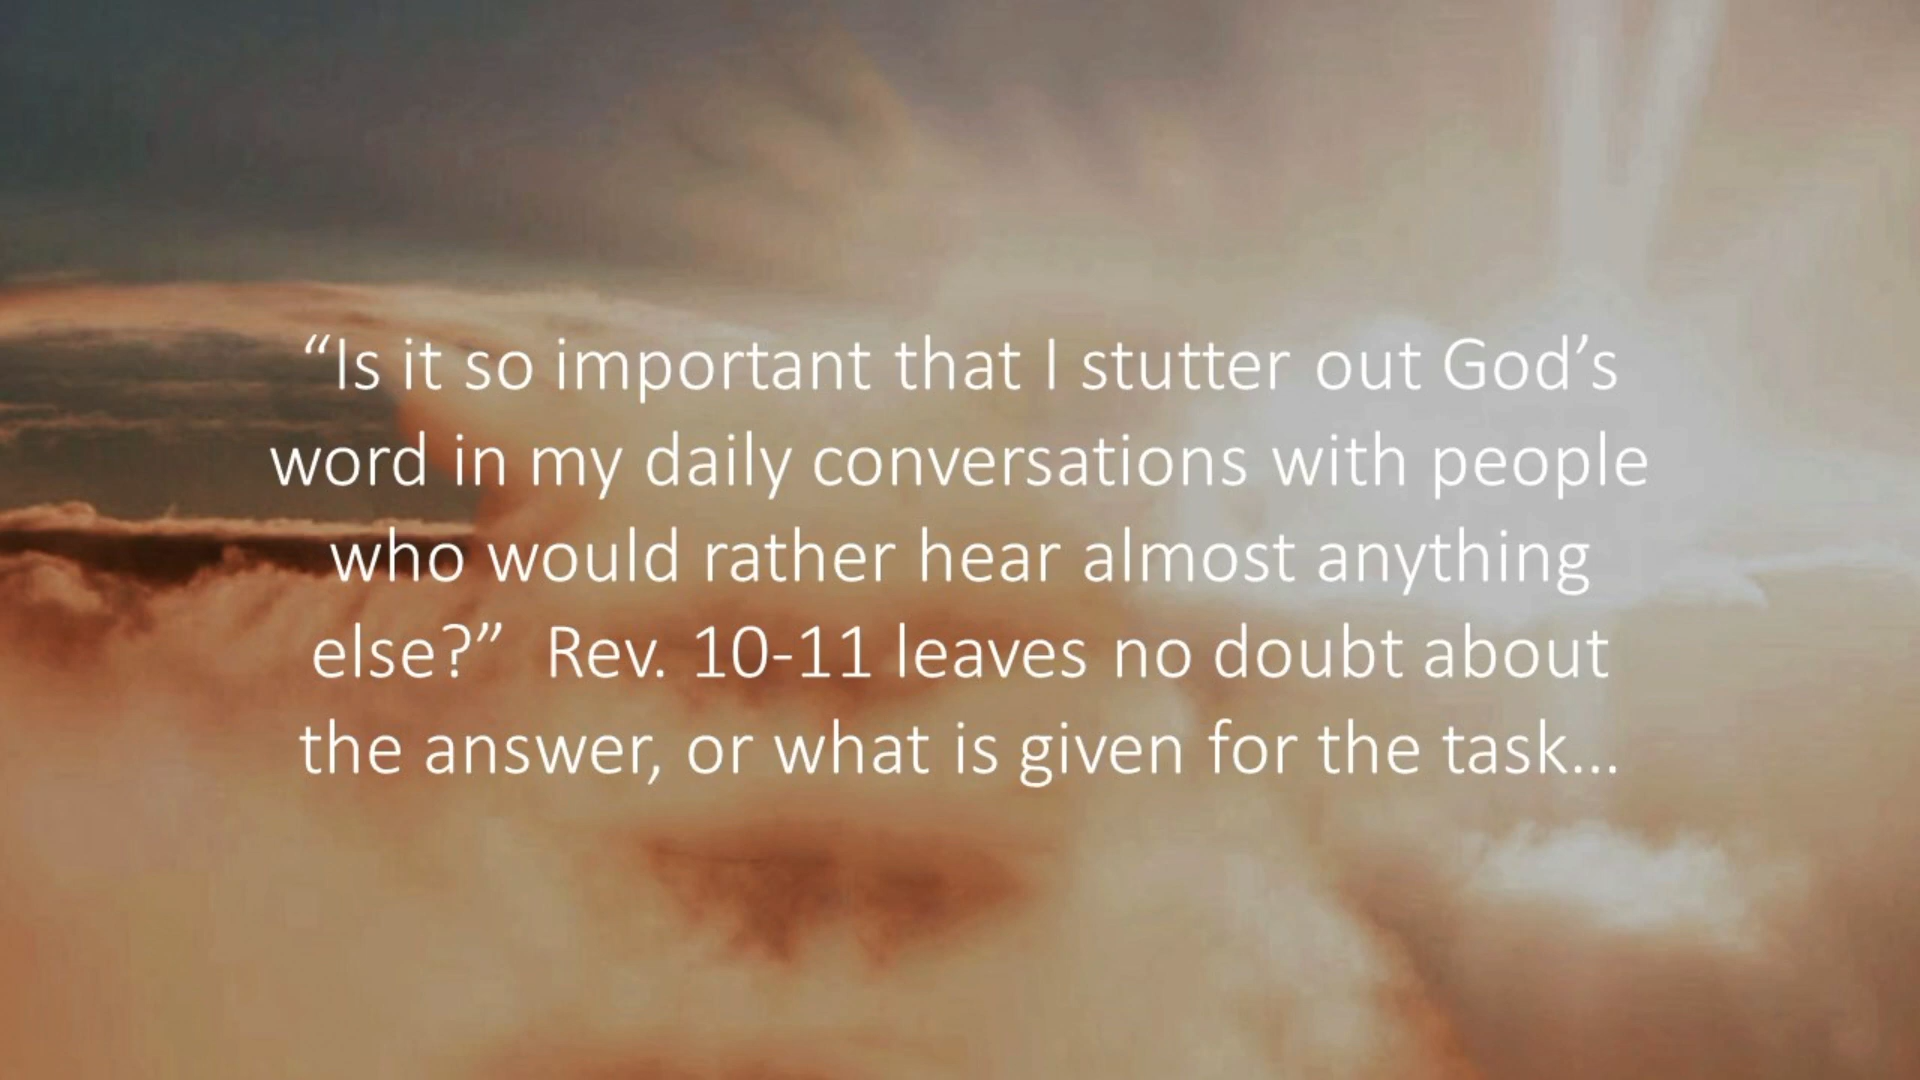 “Is it so important that I stutter out God’s
word in my daily conversations with people
who would rather hear almost anything
else?”  Rev. 10-11 leaves no doubt about
the answer, or what is given for the task…